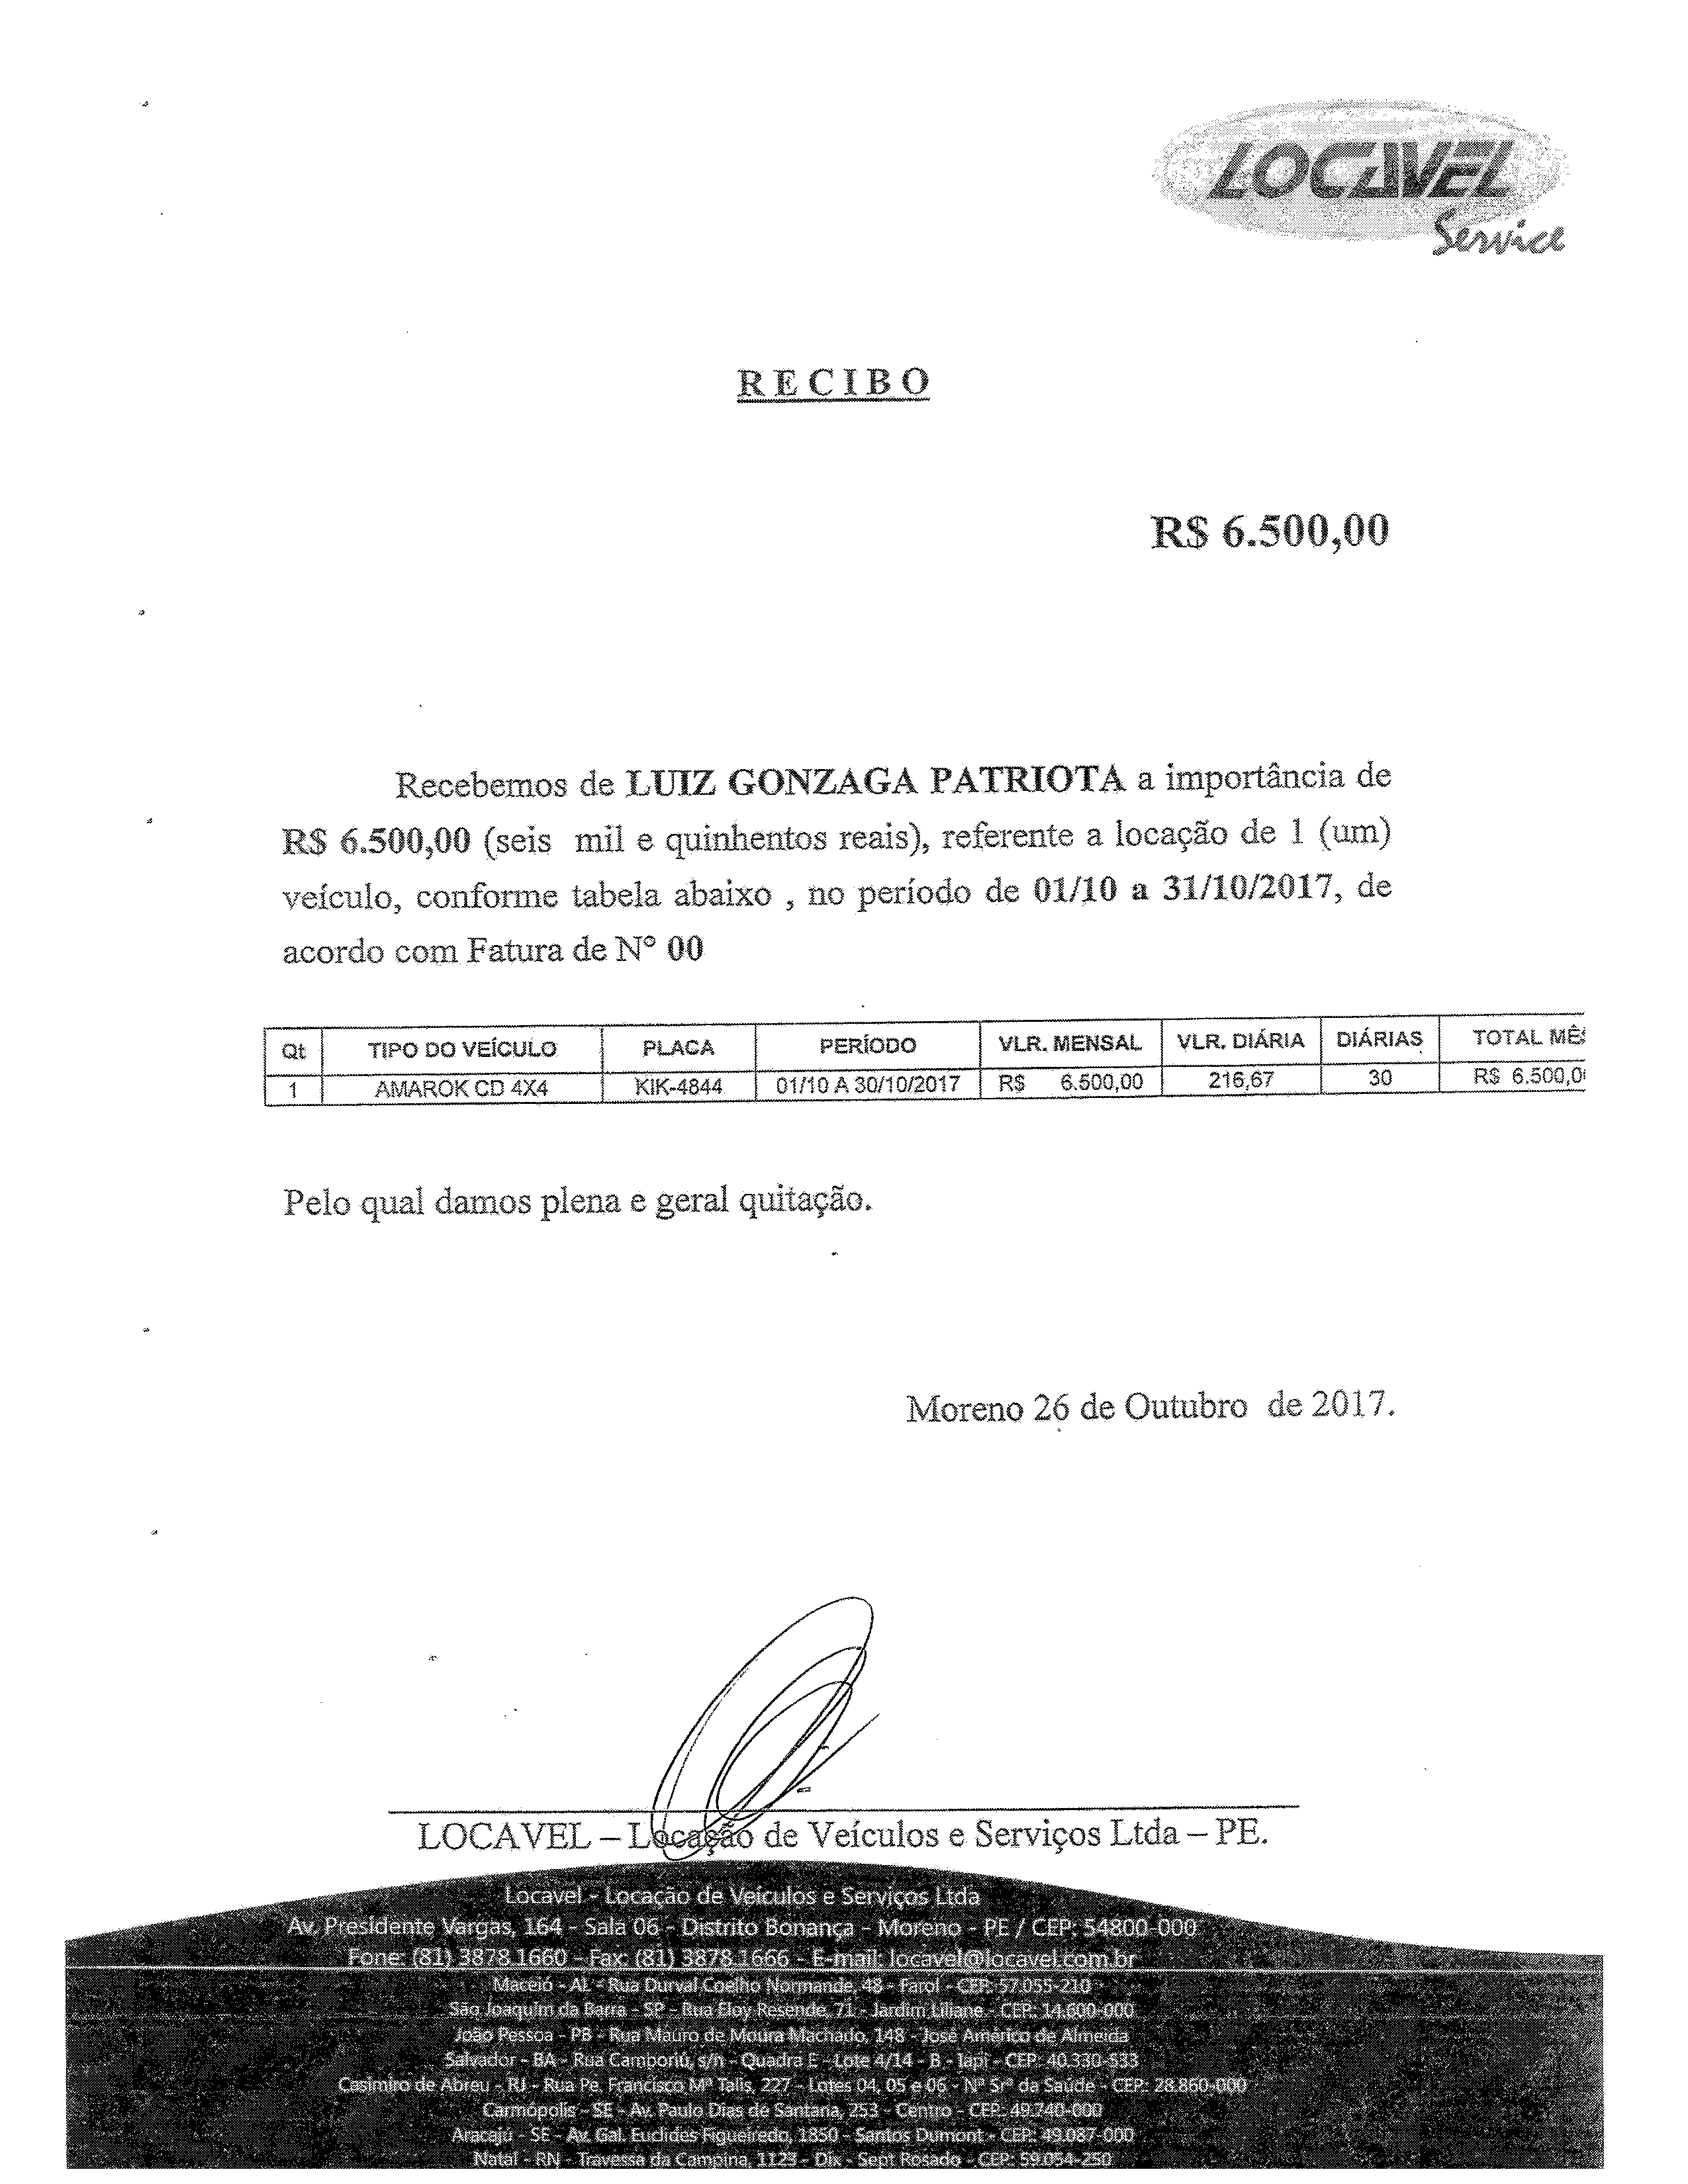 LOCAVEL
Service
RECIBO
R$ 6.500,00
Recebemos de LUIZ GONZAGA PATRIOTA a importância de
R$ 6.500,00 (seis mil e quinhentos reais), referente a locação de 1 (um)
veículo, conforme tabela abaixo , no período de 01/10 a 31/10/2017, de
acordo com Fatura de N° 00
Qt TIPO DO VEÍCULO PLACA PERÍODO VLR. MENSAL VLR. DIÁRIA DIÁRIAS TOTAL MÊ
1 AMAROK CD 4X4 KIK-4844 01/10 A 30/10/2017 R$ 6.500,00 216,67 30 R$ 6.500,0
Pelo qual damos plena e geral quitação.
Moreno 26 de Outubro de 2017.
LOCAVEL – Locação de Veículos e Serviços Ltda – PE.
Locavel - Locação de Veículos e Serviços Ltda
Av. Presidente Vargas, 164 - Sala 06 - Distrito Bonança - Moreno - PE / CEP: 54800-000
Fone: (81) 3878.1660 - Fax: (81) 3878.1666 - E-mail: locavel@locavel.com.br
Maceió - AL - Rua Durval Coelho Normande, 48 - Farol - CEP: 57.055-210
São Joaquim da Barra - SP - Rua Eloy Resende, 71 - Jardim Liliane - CEP: 14.600-000
João Pessoa - PB - Rua Mauro de Moura Machado, 148 - José Américo de Almeida
Salvador - BA - Rua Camboriú, s/n - Quadra E - Lote 4/14 - B - Iapi - CEP: 40.330-533
Casimiro de Abreu - RJ - Rua Pe. Francisco Mª Talis, 227 - Lotes 04, 05 e 06 - Nª Srª da Saúde - CEP: 28.860-000
Carmópolis - SE - Av. Paulo Dias de Santana, 253 - Centro - CEP: 49.740-000
Aracajú - SE - Av. Gal. Euclides Figueiredo, 1850 - Santos Dumont - CEP: 49.087-000
Natal - RN - Travessa da Campina, 1123 - Dix - Sept Rosado - CEP: 59.054-250